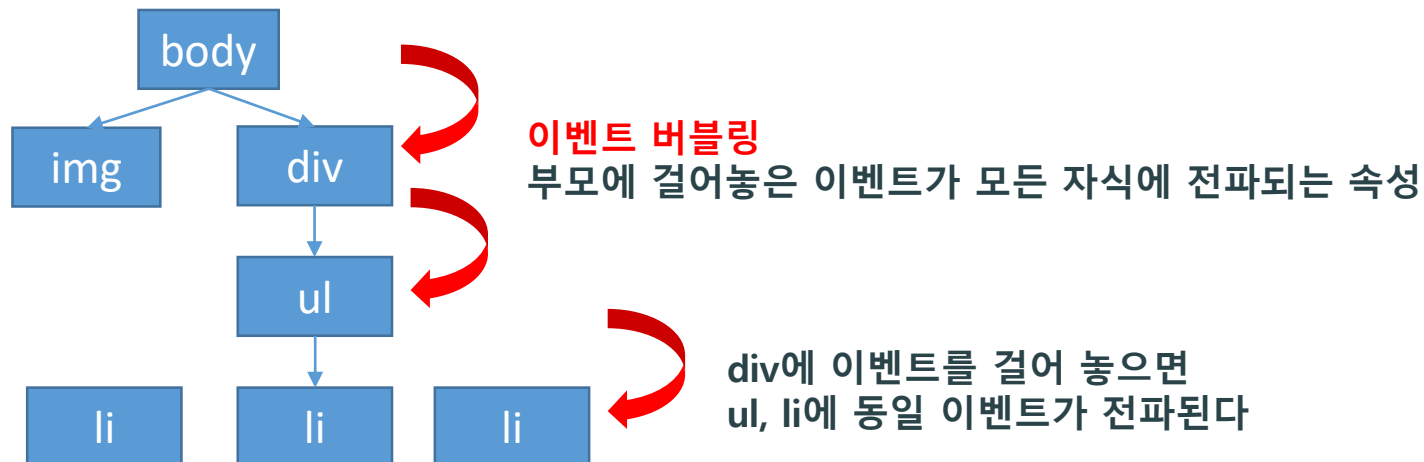 body
img
div
이벤트 버블링
부모에 걸어놓은 이벤트가 모든 자식에 전파되는 속성
ul
div에 이벤트를 걸어 놓으면
ul, li에 동일 이벤트가 전파된다
li
li
li